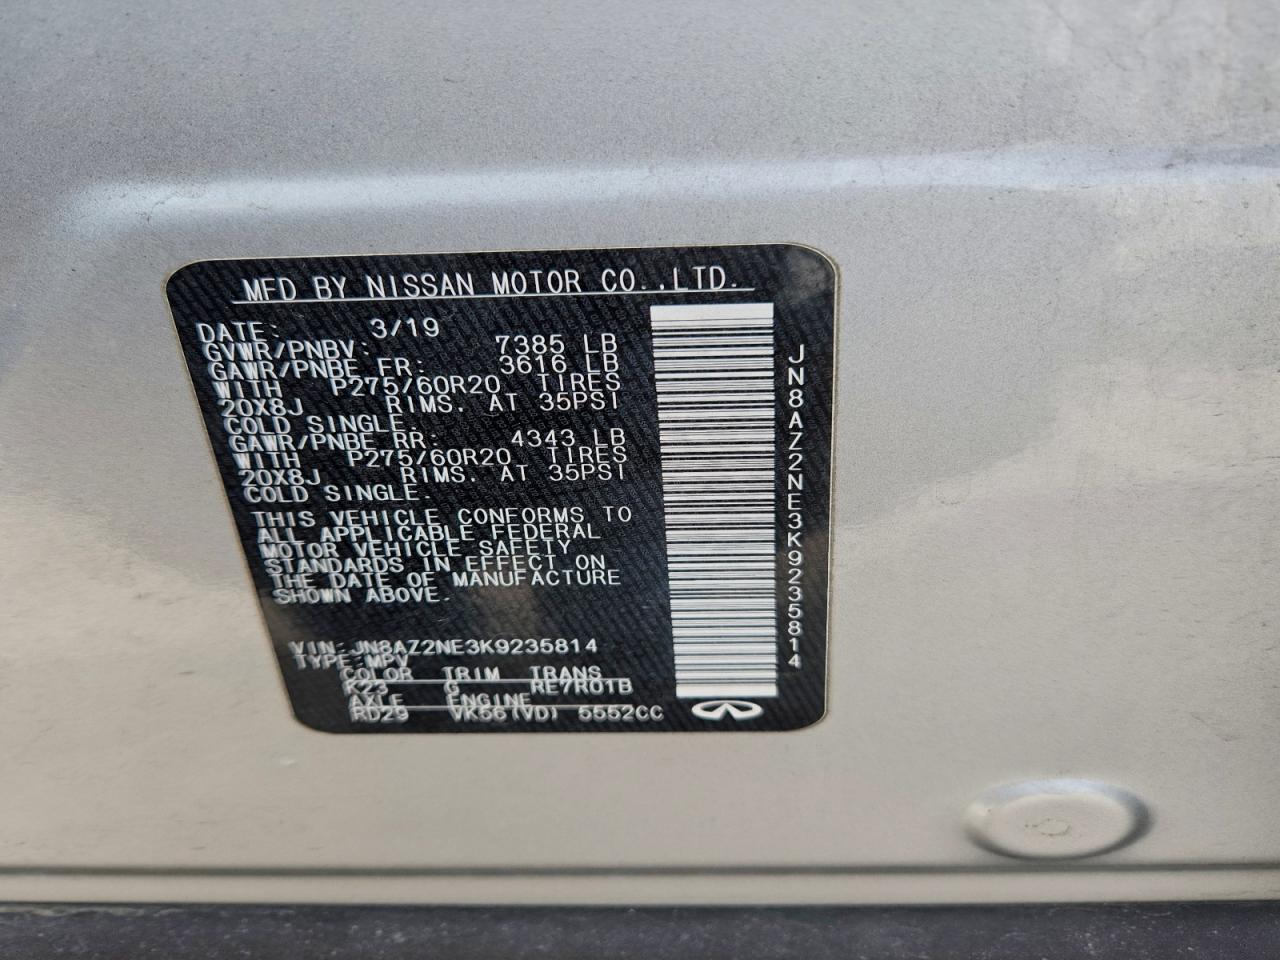 MFD BY NISSAN MOTOR CO.,LTD.
DATE: 3/19
GVWR/PNBV: 7385 LB
GAWR/PNBE FR: 3616 LB
WITH P275/60R20 TIRES
20X8J RIMS. AT 35PSI
COLD SINGLE.
GAWR/PNBE RR: 4343 LB
WITH P275/60R20 TIRES
20X8J RIMS. AT 35PSI
COLD SINGLE.
THIS VEHICLE CONFORMS TO
ALL APPLICABLE FEDERAL
MOTOR VEHICLE SAFETY
STANDARDS IN EFFECT ON
THE DATE OF MANUFACTURE
SHOWN ABOVE.
VIN:JN8AZ2NE3K9235814
TYPE:MPV
COLOR TRIM TRANS
K23 G RE7R01B
AXLE ENGINE
RD29 VK56(VD) 5552CC
JN8AZ2NE3K9235814